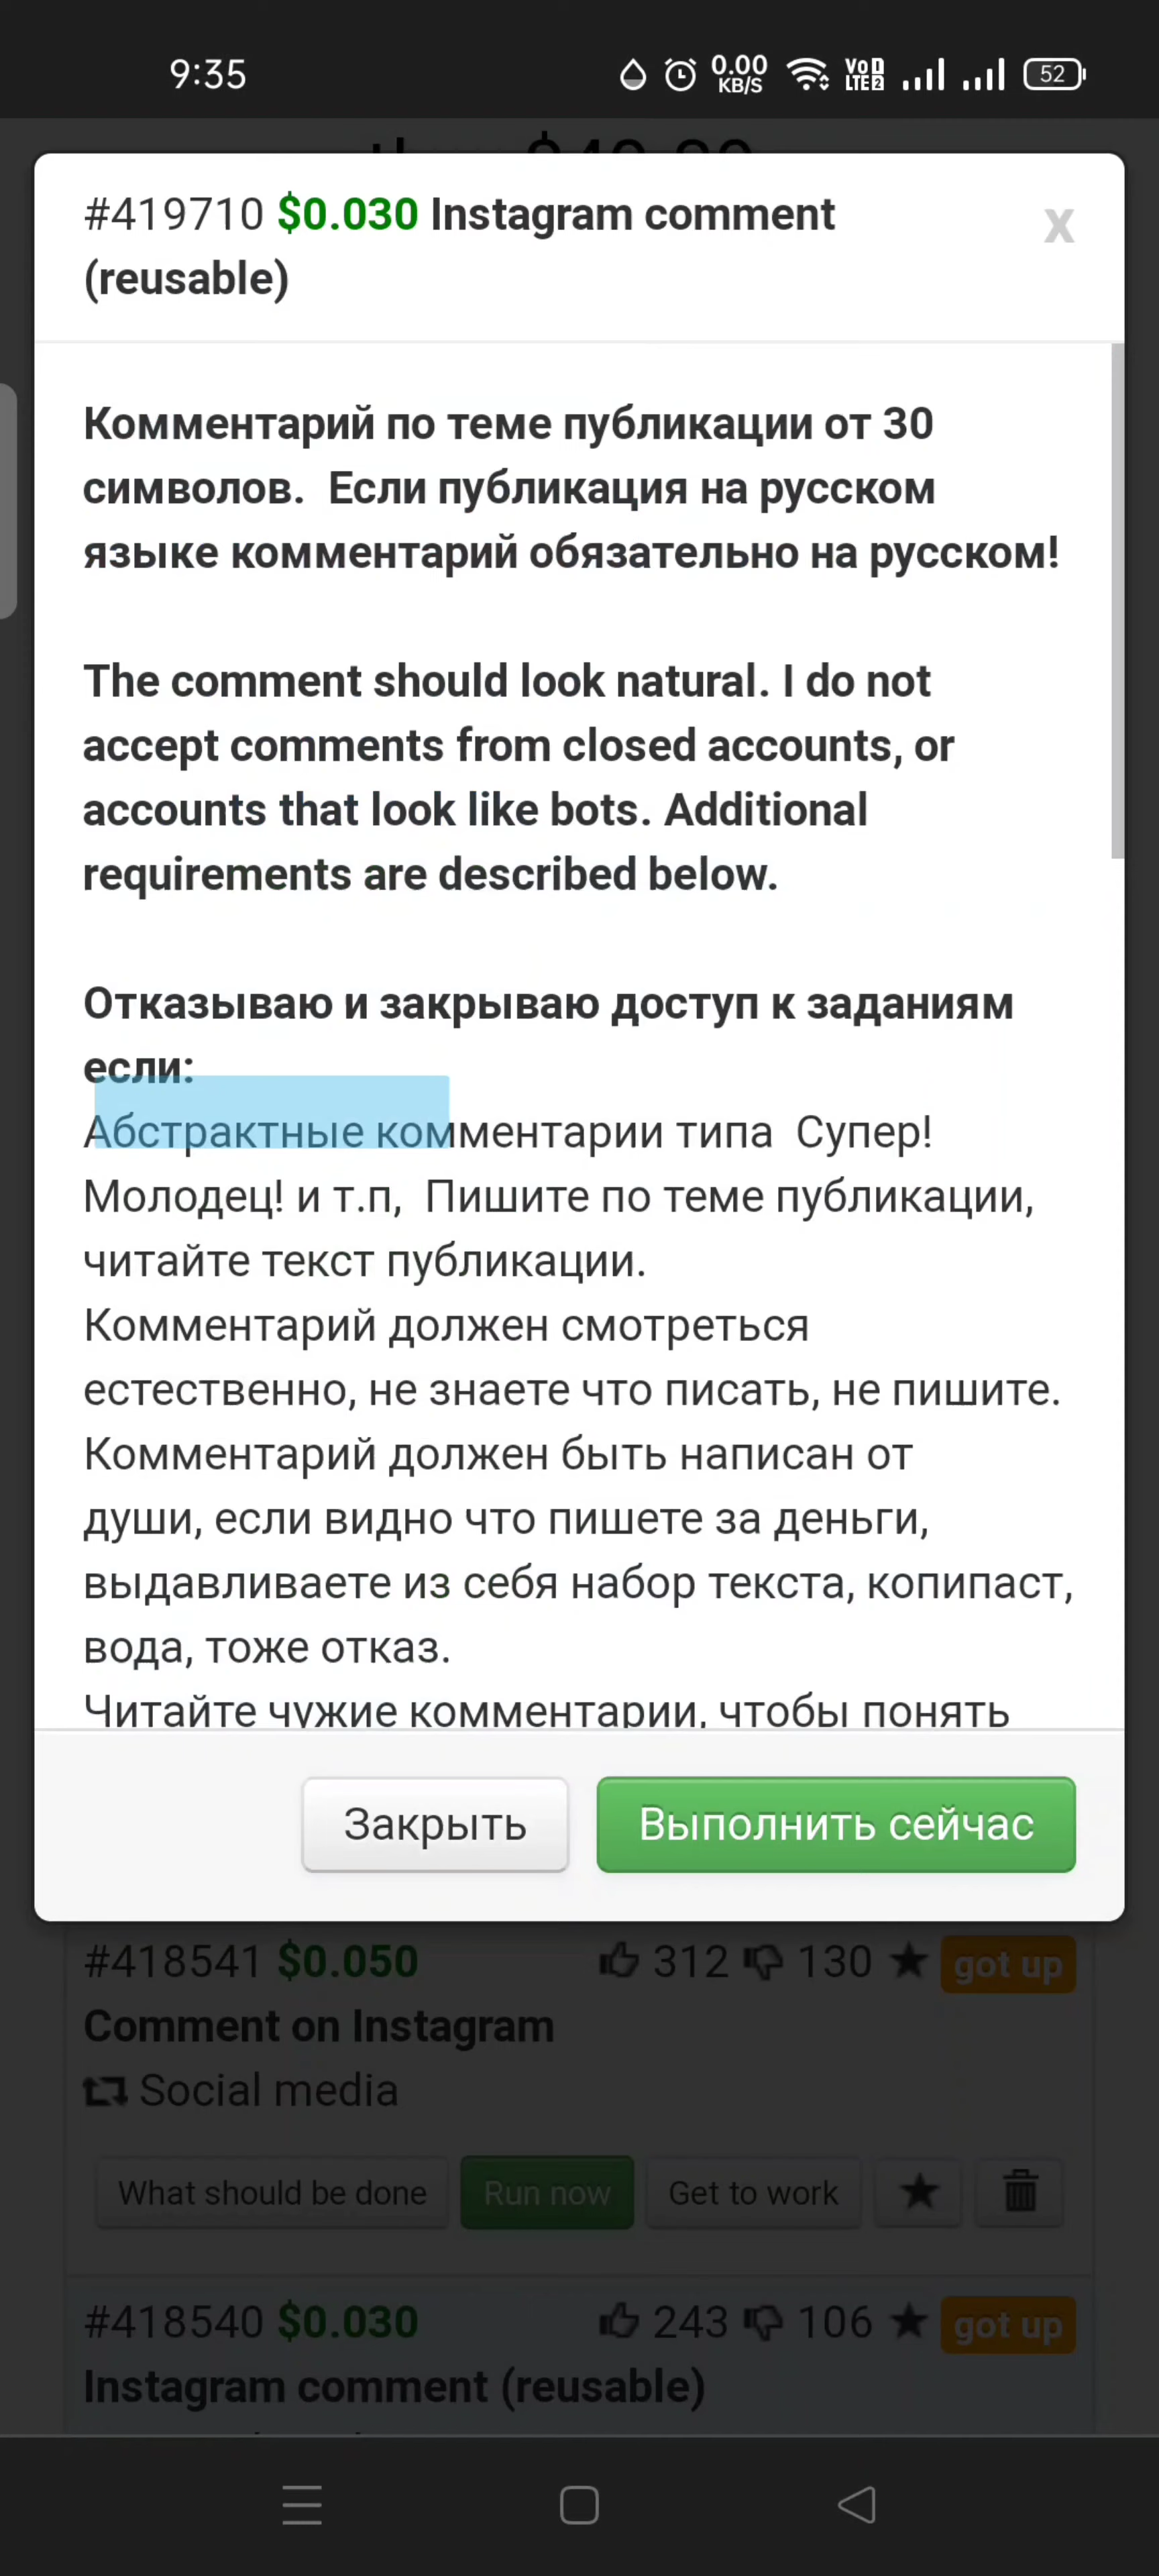 9:35
0.00
KB/S
VoD 1
LTE 2
52
#419710 $0.030 Instagram comment
(reusable)
x
Комментарий по теме публикации от 30
символов. Если публикация на русском
языке комментарий обязательно на русском!
The comment should look natural. I do not
accept comments from closed accounts, or
accounts that look like bots. Additional
requirements are described below.
Отказываю и закрываю доступ к заданиям
если:
Абстрактные комментарии типа Супер!
Молодец! и т.п, Пишите по теме публикации,
читайте текст публикации.
Комментарий должен смотреться
естественно, не знаете что писать, не пишите.
Комментарий должен быть написан от
души, если видно что пишете за деньги,
выдавливаете из себя набор текста, копипаст,
вода, тоже отказ.
Читайте чужие комментарии, чтобы понять
Закрыть
Выполнить сейчас
#418541 $0.050 312 130 got up
Comment on Instagram
Social media
What should be done Run now Get to work
#418540 $0.030 243 106 got up
Instagram comment (reusable)